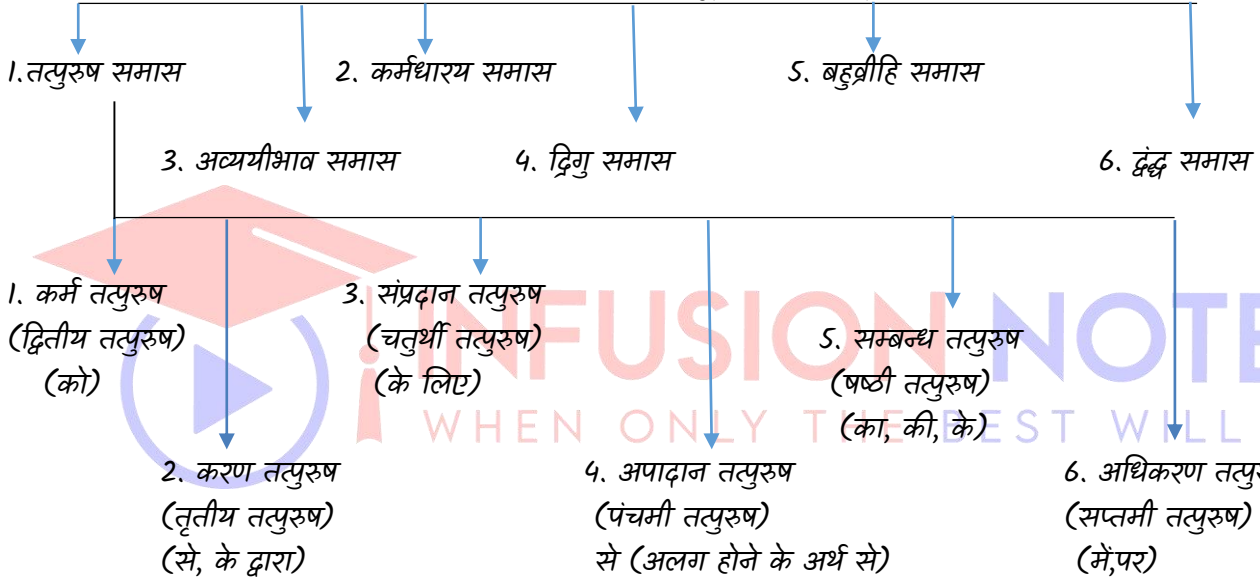 1.तत्पुरुष समास
2. कर्मधारय समास
5. बहुव्रीहि समास
3. अव्ययीभाव समास
4. द्विगु समास
6. द्वंद्ध समास
1. कर्म तत्पुरुष
(द्वितीय तत्पुरुष)
(को)
3. संप्रदान तत्पुरुष
(चतुर्थी तत्पुरुष)
(के लिए)
5. सम्बन्ध तत्पुरुष
(षष्ठी तत्पुरुष)
(का, की, के)
2. करण तत्पुरुष
(तृतीय तत्पुरुष)
(से, के द्वारा)
4. अपादान तत्पुरुष
(पंचमी तत्पुरुष)
से (अलग होने के अर्थ से)
6. अधिकरण
(सप्तमी तत्पुरुष)
(में,पर)
INFUSION
WHEN ONLY THE BEST WILL